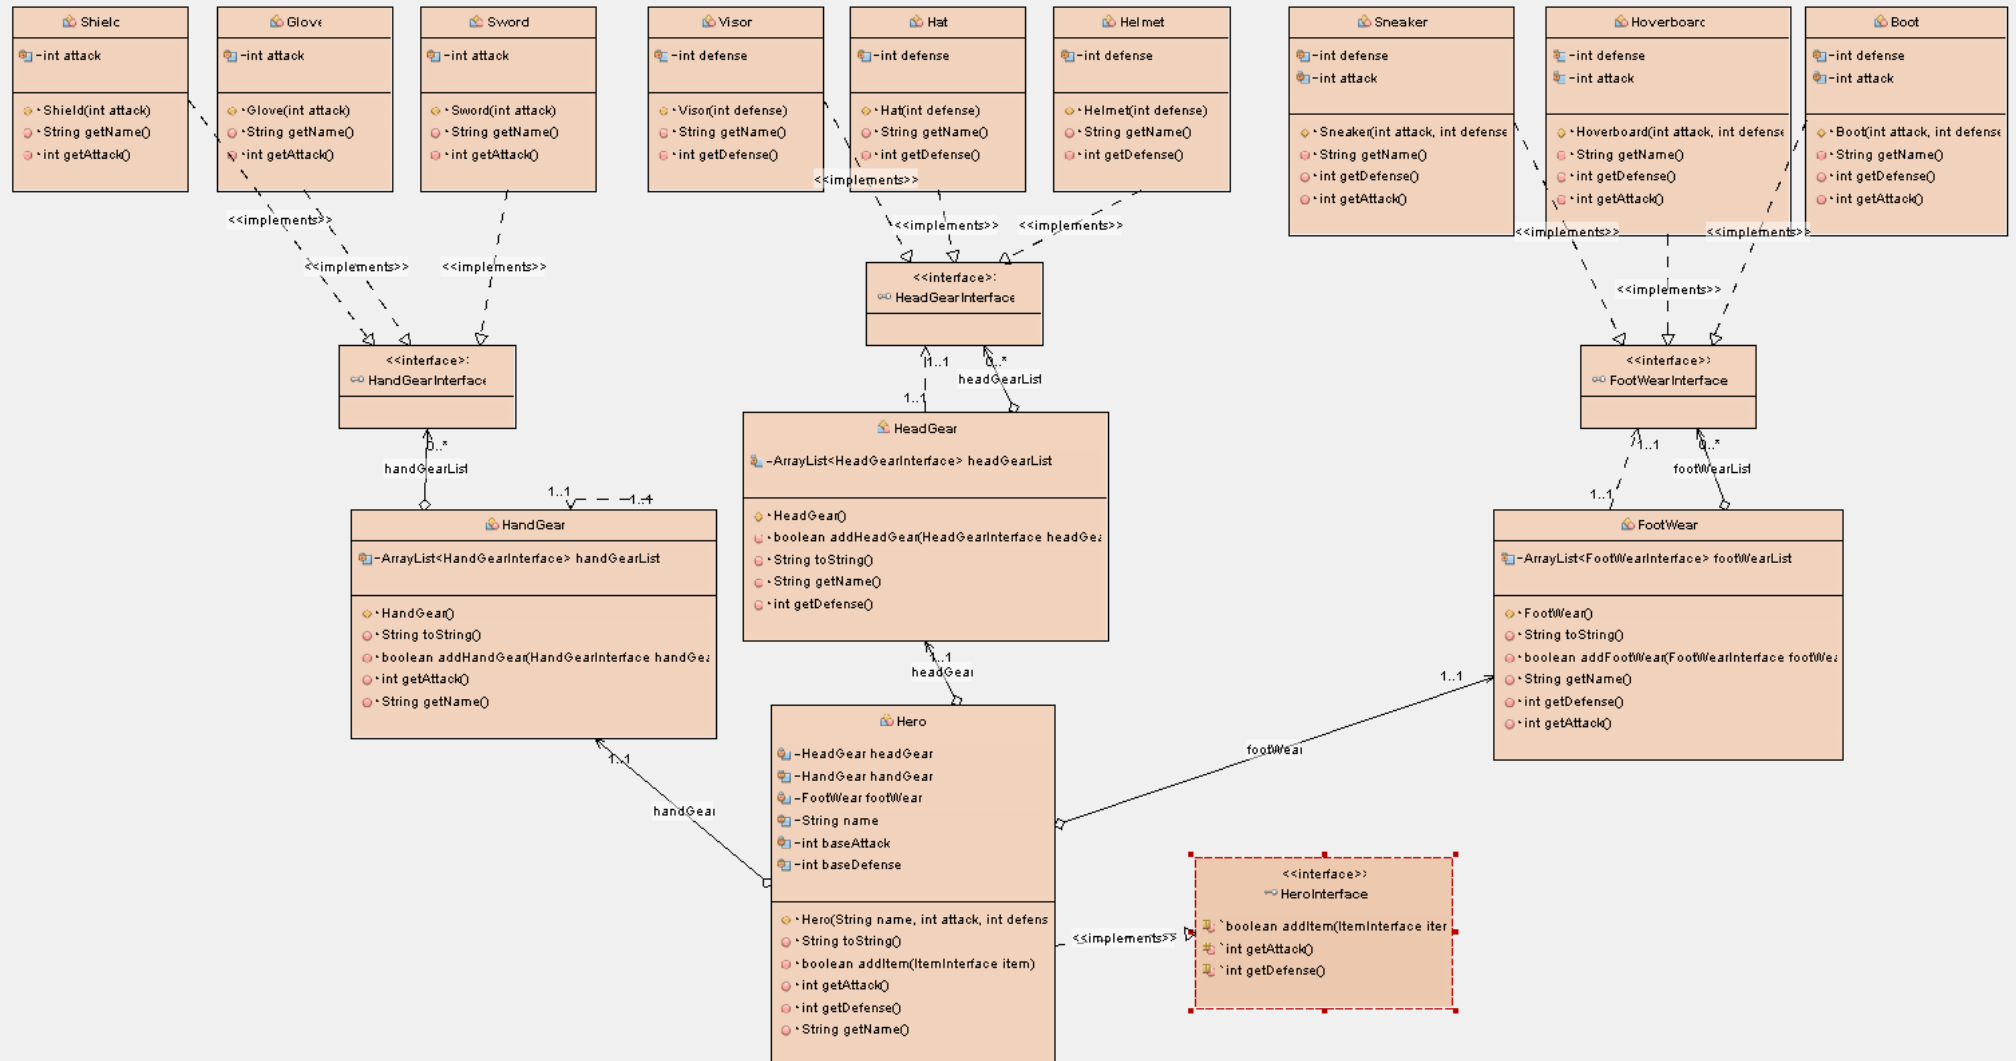 Shield
-int attack
Shield(int attack)
String getName()
int getAttack()
Glove
-int attack
Glove(int attack)
String getName()
int getAttack()
Sword
-int attack
Sword(int attack)
String getName()
int getAttack()
Visor
-int defense
Visor(int defense)
String getName()
int getDefense()
Hat
-int defense
Hat(int defense)
String getName()
int getDefense()
Helmet
-int defense
Helmet(int defense)
String getName()
int getDefense()
Sneaker
-int defense
-int attack
Sneaker(int attack, int defense
String getName()
int getDefense()
int getAttack()
Hoverboard
-int defense
-int attack
Hoverboard(int attack, int defense
String getName()
int getDefense()
int getAttack()
Boot
-int defense
-int attack
Boot(int attack, int defense
String getName()
int getDefense()
int getAttack()
<<implements>>
<<implements>>
<<implements>>
<<implements>>
<<implements>>
<<implements>>
<<implements>>
<<implements>>
<<implements>>
<<interface>>
HandGearInterface
<<interface>>
HeadGearInterface
<<interface>>
FootWearInterface
0..*
handGearList
1..1
1..1
1..1
0..*
headGearList
1..1
1..1
0..*
footWearList
1..1
HandGear
-ArrayList<HandGearInterface> handGearList
HandGear()
String toString()
boolean addHandGear(HandGearInterface handGea
int getAttack()
String getName()
HeadGear
-ArrayList<HeadGearInterface> headGearList
HeadGear()
boolean addHeadGear(HeadGearInterface headGea
String toString()
String getName()
int getDefense()
FootWear
-ArrayList<FootWearInterface> footWearList
FootWear()
String toString()
boolean addFootWear(FootWearInterface footWea
String getName()
int getDefense()
int getAttack()
1..1
handGear
1..1
headGear
1..1
footWear
Hero
-HeadGear headGear
-HandGear handGear
-FootWear footWear
-String name
-int baseAttack
-int baseDefense
Hero(String name, int attack, int defens
String toString()
boolean addItem(ItemInterface item)
int getAttack()
int getDefense()
String getName()
<<implements>>
<<interface>>
HeroInterface
boolean addItem(ItemInterface iter
int getAttack()
int getDefense()